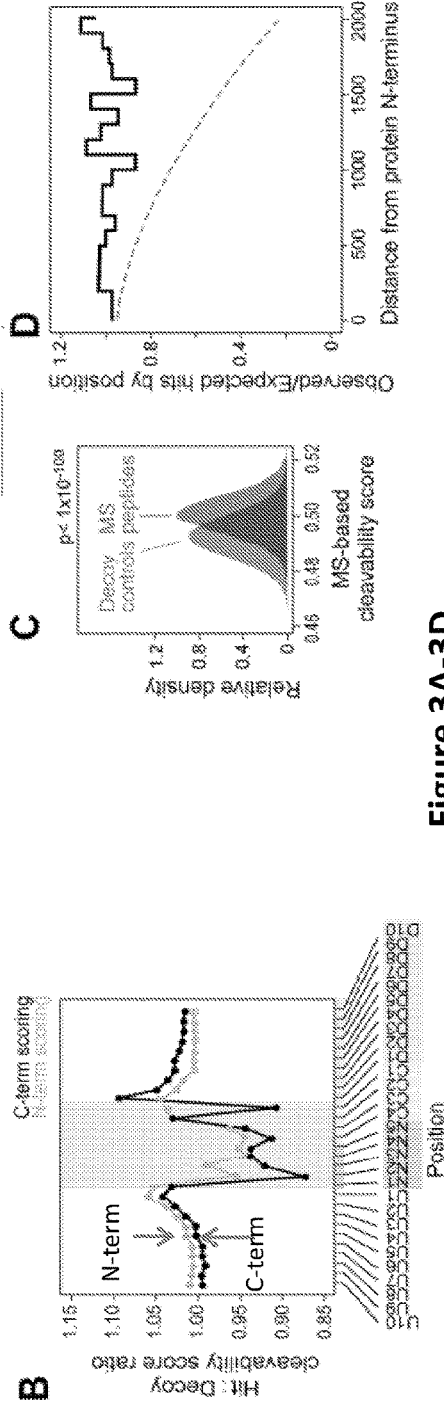 B
Hit : Decoy
cleavability score ratio
1.15
1.10
1.05
1.00
0.95
0.90
0.85
C-term scoring
N-term scoring
N-term
C-term
U10
D10
Position
C
p< 1x10-100
Decoy controls
MS peptides
Relative density
1.2
0.8
0.4
0
0.46
0.48
0.50
0.52
MS-based
cleavability score
D
Observed/Expected hits by position
1.2
0.8
0.4
0
0
500
1000
1500
2000
Distance from protein N-terminus
Figure 3A-3D